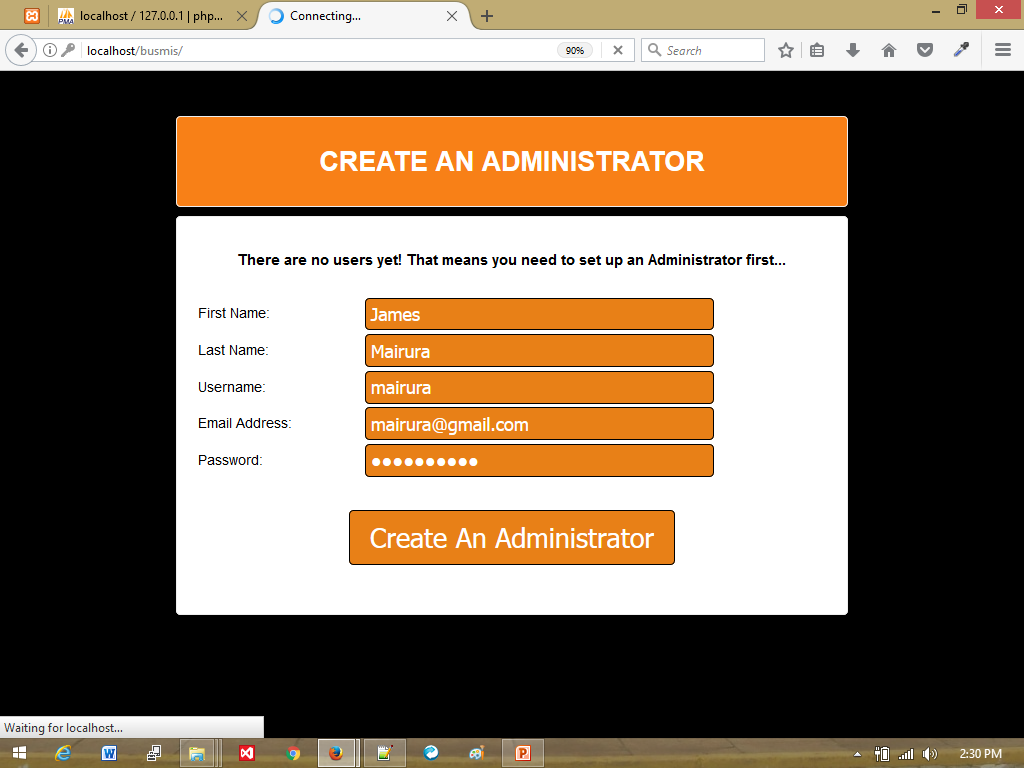 localhost / 127.0.0.1 | php...
Connecting...
localhost/busmis/
90%
Search
CREATE AN ADMINISTRATOR
There are no users yet! That means you need to set up an Administrator first...
First Name: James
Last Name: Mairura
Username: mairura
Email Address: mairura@gmail.com
Password: ●●●●●●●●●●
Create An Administrator
Waiting for localhost...
2:30 PM